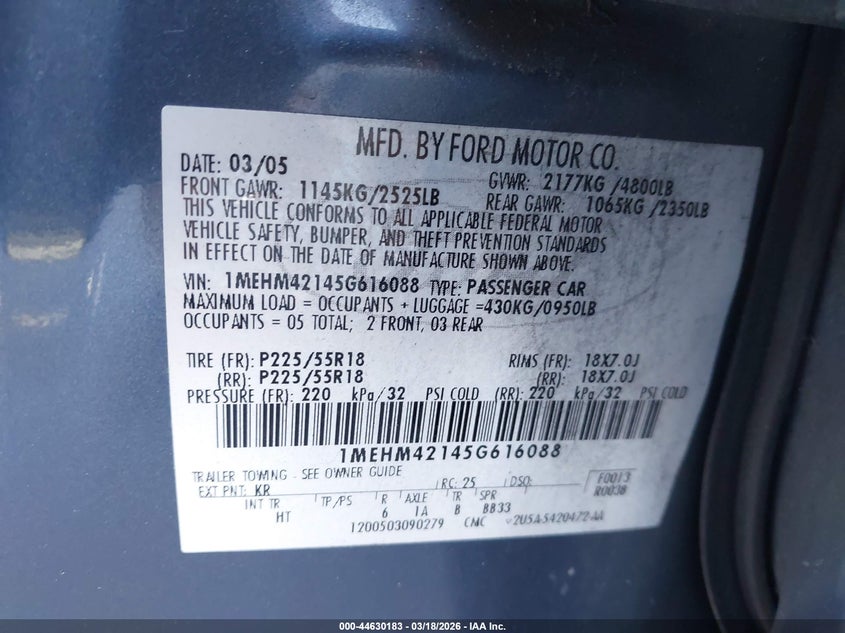 MFD. BY FORD MOTOR CO.
DATE: 03/05 GVWR: 2177KG /4800LB
FRONT GAWR: 1145KG/2525LB REAR GAWR: 1065KG /2350LB
THIS VEHICLE CONFORMS TO ALL APPLICABLE FEDERAL MOTOR
VEHICLE SAFETY, BUMPER, AND THEFT PREVENTION STANDARDS
IN EFFECT ON THE DATE OF MANUFACTURE SHOWN ABOVE.
VIN: 1MEHM42145G616088 TYPE: PASSENGER CAR
MAXIMUM LOAD = OCCUPANTS + LUGGAGE =430KG/0950LB
OCCUPANTS = 05 TOTAL; 2 FRONT, 03 REAR
TIRE (FR): P225/55R18 RIMS (FR): 18X7.0J
(RR): P225/55R18 (RR): 18X7.0J
PRESSURE (FR): 220 kPa/32 PSI COLD (RR): 220 kPa/32 PSI COLD
1MEHM42145G616088
TRAILER TOWING - SEE OWNER GUIDE
EXT PNT: KR RC: 25 DSO: F0013
R0038
INT TR TP/PS R AXLE TR SPR
HT 6 1A B BB33
1200503090279 CMC 2U5A-5420472-AA
000-44630183 - 03/18/2026 - IAA Inc.